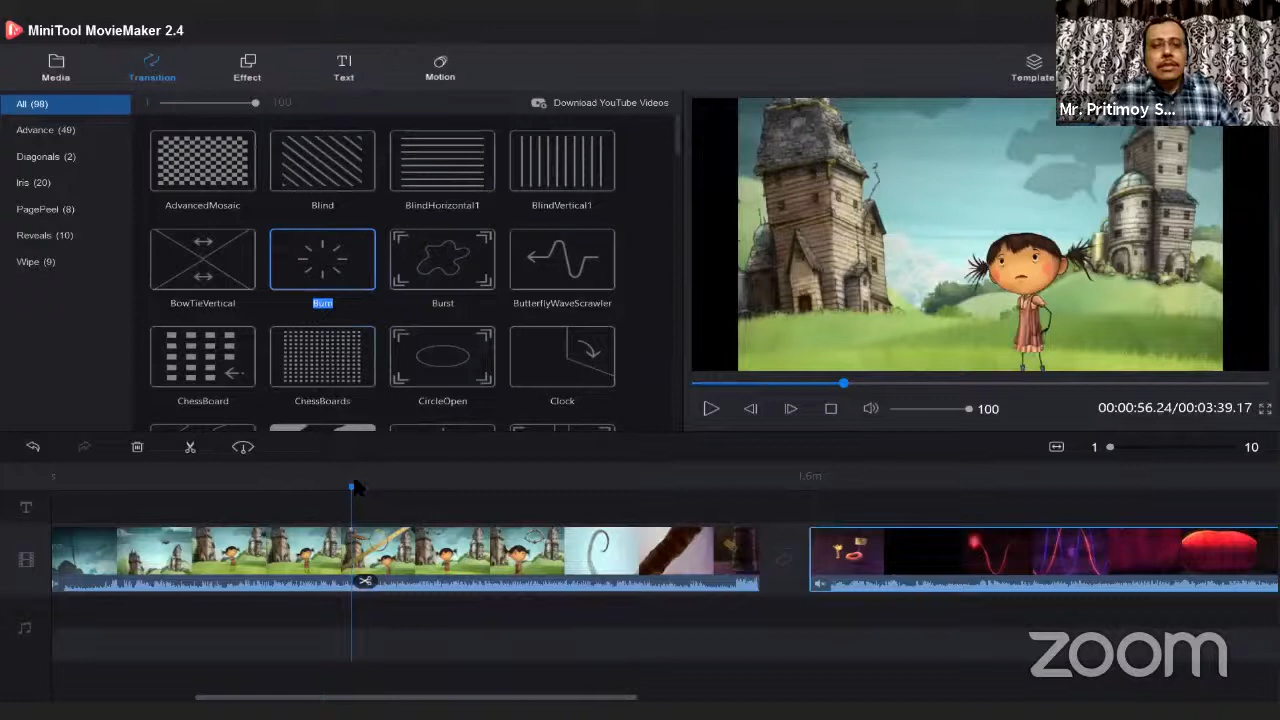 MiniTool MovieMaker 2.4
Media
Transition
Effect
Text
Motion
Template
Mr. Pritimoy S...
All (98)
1
100
Download YouTube Videos
Advance (49)
Diagonals (2)
Iris (20)
PagePeel (8)
Reveals (10)
Wipe (9)
AdvancedMosaic
Blind
BlindHorizontal1
BlindVertical1
BowTieVertical
Burn
Burst
ButterflyWaveScrawler
ChessBoard
ChessBoards
CircleOpen
Clock
100
00:00:56.24/00:03:39.17
1
10
s
1.6m
zoom